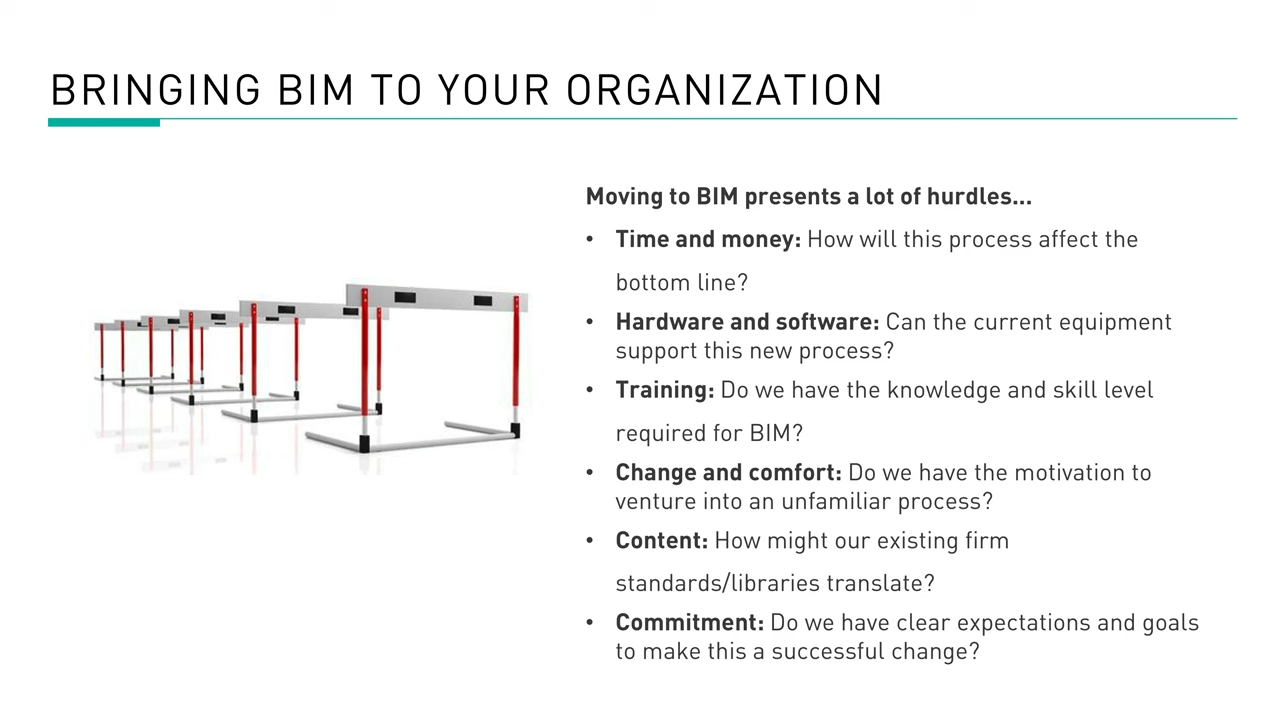 BRINGING BIM TO YOUR ORGANIZATION
Moving to BIM presents a lot of hurdles...
• Time and money: How will this process affect the
bottom line?
• Hardware and software: Can the current equipment
support this new process?
• Training: Do we have the knowledge and skill level
required for BIM?
• Change and comfort: Do we have the motivation to
venture into an unfamiliar process?
• Content: How might our existing firm
standards/libraries translate?
• Commitment: Do we have clear expectations and goals
to make this a successful change?